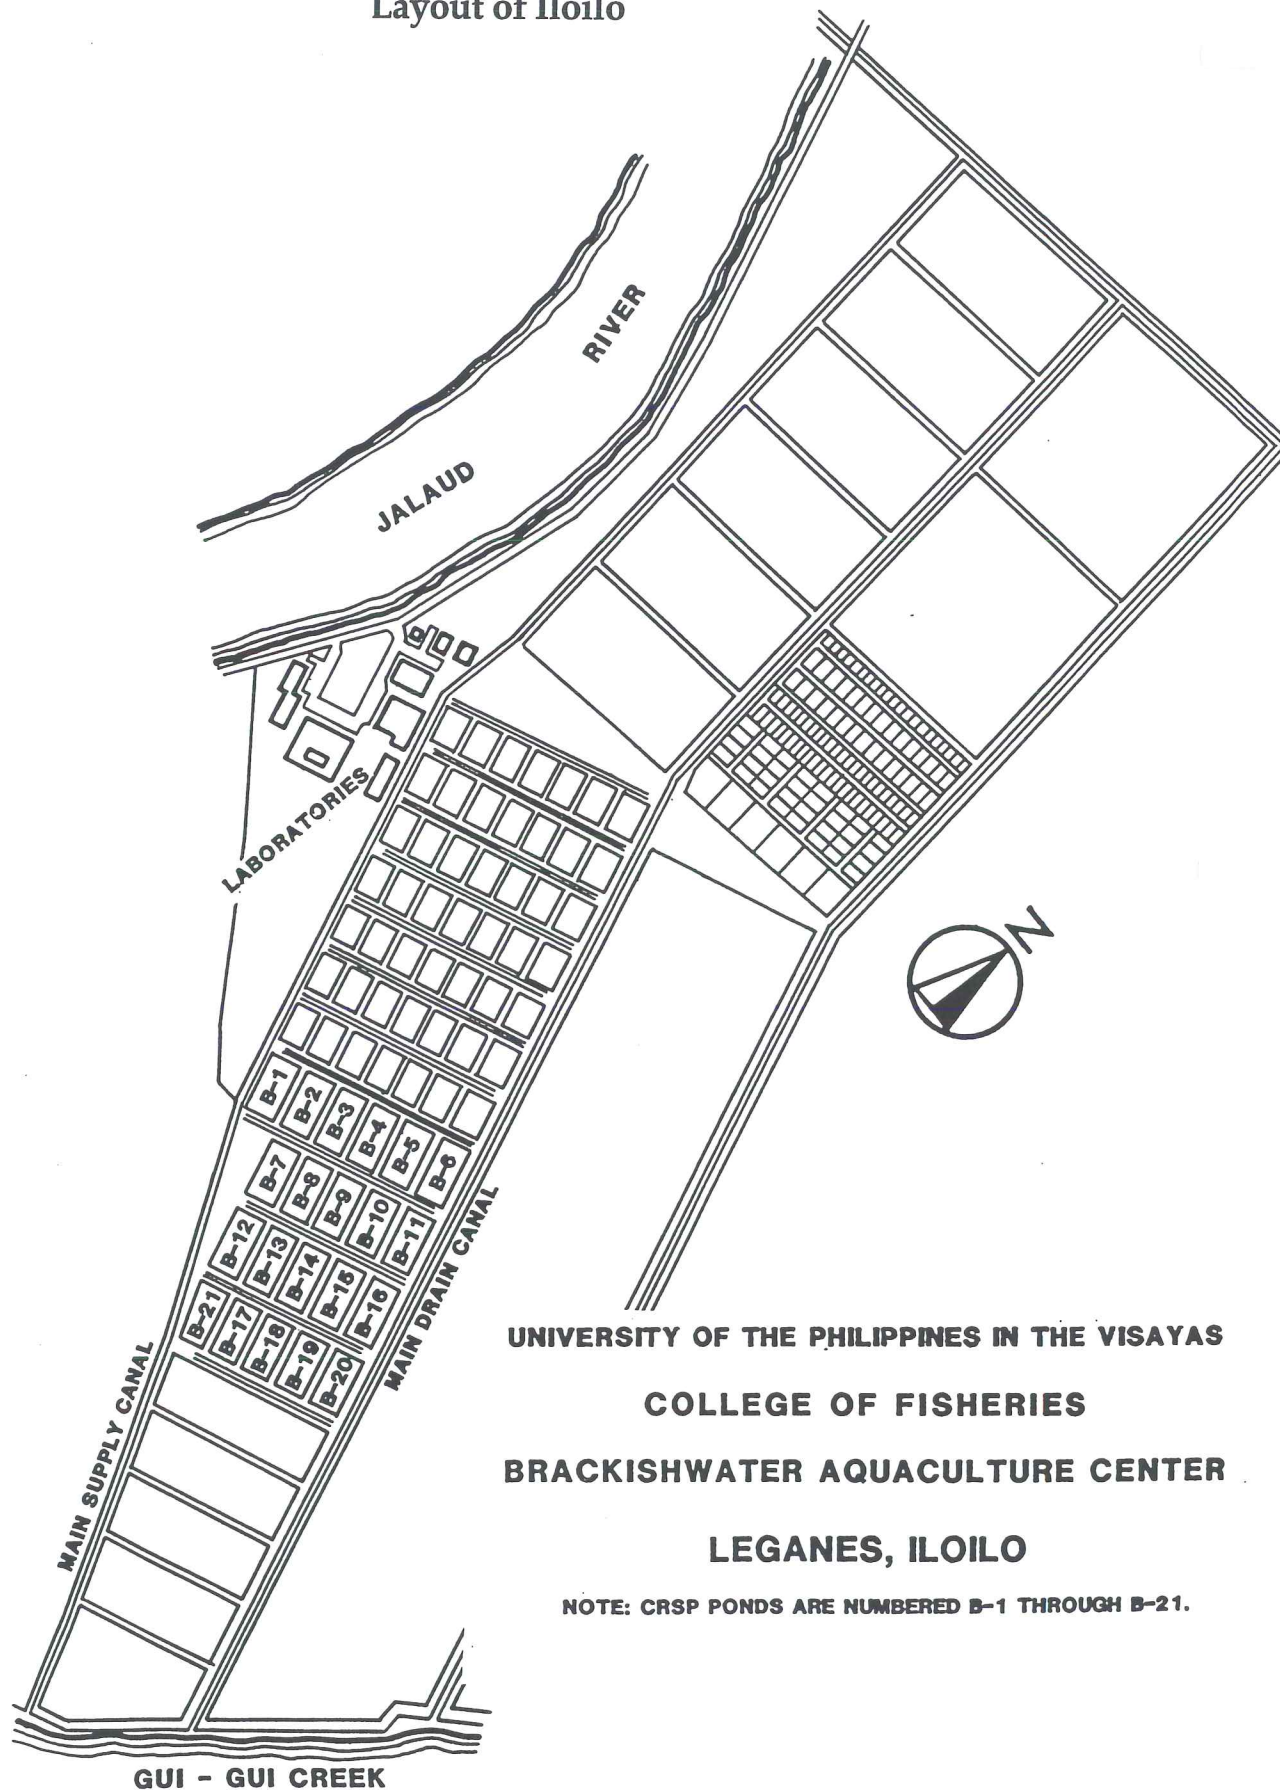 Layout of Iloilo
RIVER
JALAUD
LABORATORIES
N
B-1
B-2
B-3
B-4
B-5
B-6
B-7
B-8
B-9
B-10
B-11
B-12
B-13
B-14
B-15
B-16
B-21
B-17
B-18
B-19
B-20
MAIN DRAIN CANAL
MAIN SUPPLY CANAL
UNIVERSITY OF THE PHILIPPINES IN THE VISAYAS
COLLEGE OF FISHERIES
BRACKISHWATER AQUACULTURE CENTER
LEGANES, ILOILO
NOTE: CRSP PONDS ARE NUMBERED B-1 THROUGH B-21.
GUI - GUI CREEK